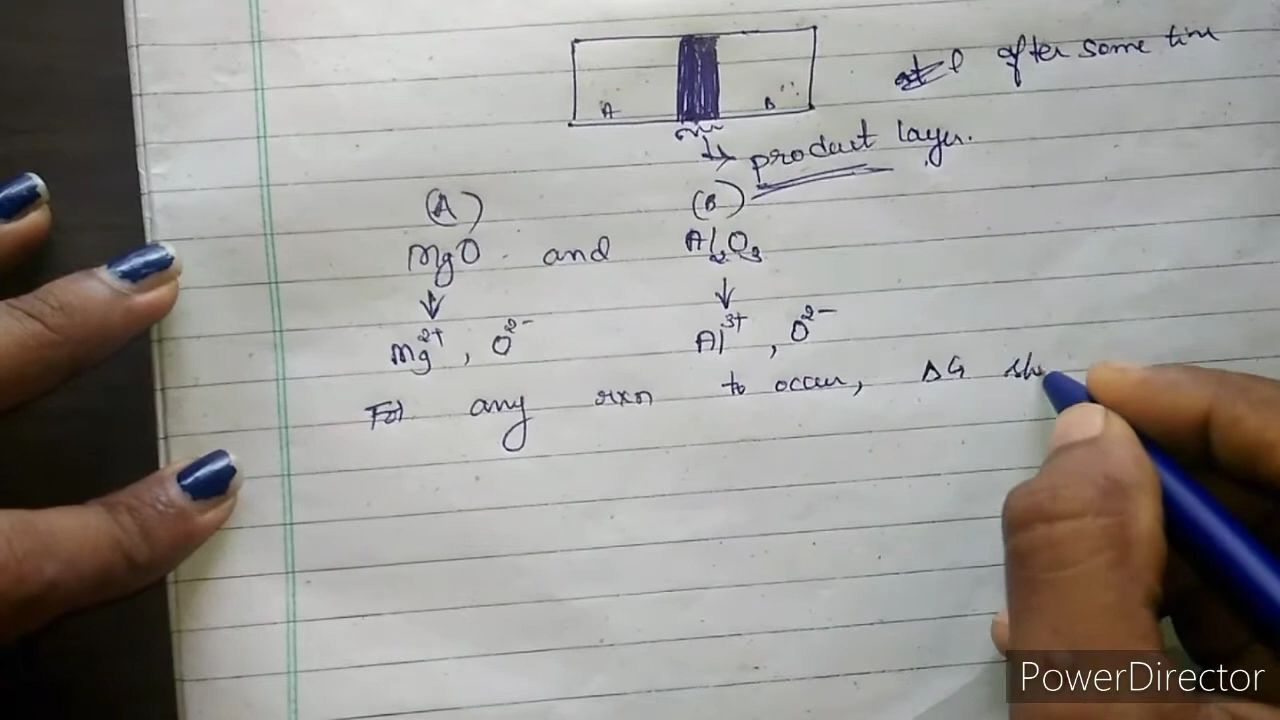 after some time
A B
product layer.
(A) (B)
MgO and Al2O3
Mg2+, O2- Al3+, O2-
For any rxn to occur, ΔG sho
PowerDirector